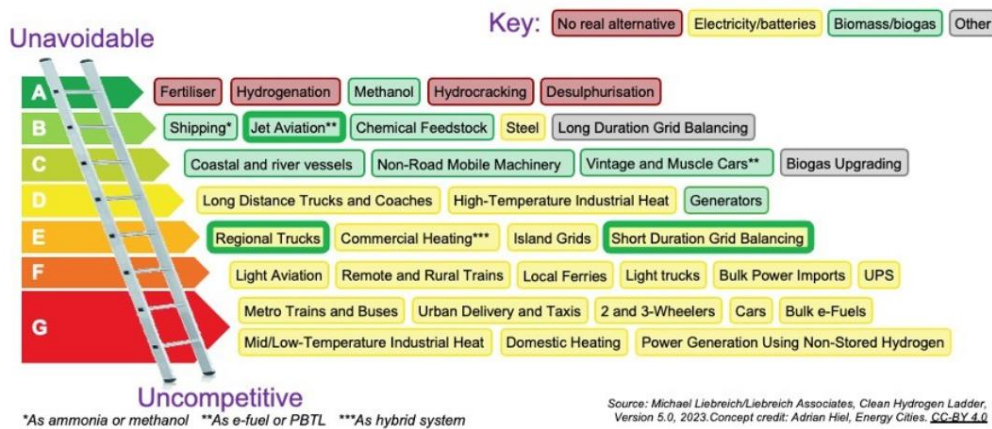 Key: No real alternative Electricity/batteries Biomass/biogas Other
Unavoidable
A Fertiliser Hydrogenation Methanol Hydrocracking Desulphurisation
B Shipping* Jet Aviation** Chemical Feedstock Steel Long Duration Grid Balancing
C Coastal and river vessels Non-Road Mobile Machinery Vintage and Muscle Cars** Biogas Upgrading
D Long Distance Trucks and Coaches High-Temperature Industrial Heat Generators
E Regional Trucks Commercial Heating*** Island Grids Short Duration Grid Balancing
F Light Aviation Remote and Rural Trains Local Ferries Light trucks Bulk Power Imports UPS
G Metro Trains and Buses Urban Delivery and Taxis 2 and 3-Wheelers Cars Bulk e-Fuels
Mid/Low-Temperature Industrial Heat Domestic Heating Power Generation Using Non-Stored Hydrogen
Uncompetitive
*As ammonia or methanol **As e-fuel or PBTL ***As hybrid system
Source: Michael Liebreich/Liebreich Associates, Clean Hydrogen Ladder,
Version 5.0, 2023.Concept credit: Adrian Hiel, Energy Cities. CC-BY 4.0